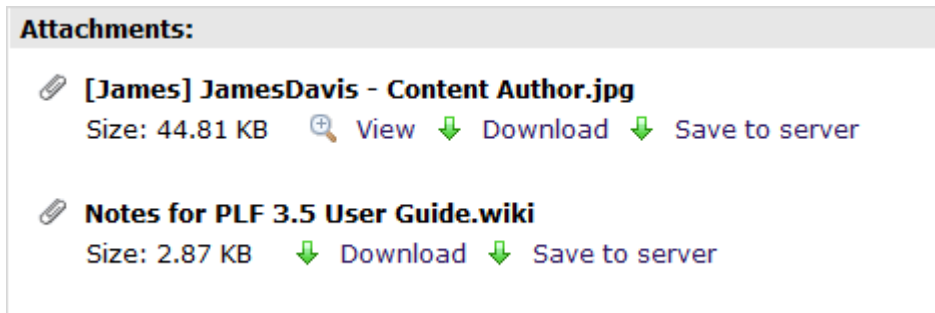 Attachments:
[James] JamesDavis - Content Author.jpg
Size: 44.81 KB View Download Save to server
Notes for PLF 3.5 User Guide.wiki
Size: 2.87 KB Download Save to server